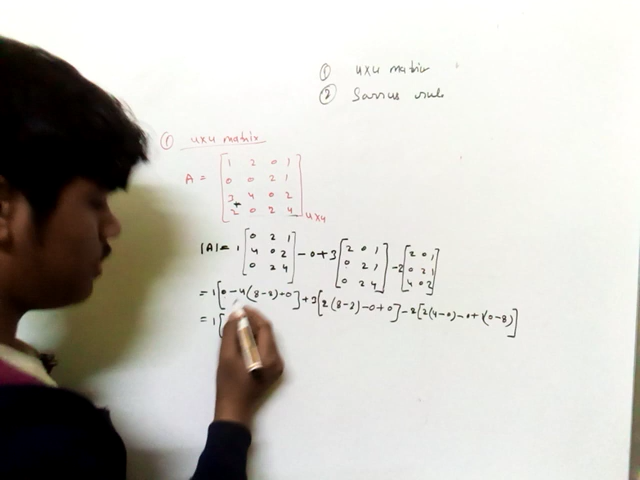 ① 4x4 matrix
② Sarrus rule
① 4x4 matrix
A = [1 2 0 1
0 0 2 1
3 4 0 2
2 0 2 4] 4x4
|A| = 1 [0 2 1 - 0 + 3 [2 0 1 - 2 [2 0 1
4 0 2 0 2 1 0 2 1
0 2 4] 0 2 4] 4 0 2]
= 1 [0 - 4(8-2) + 0] + 3 [2(8-2) - 0 + 0] - 2 [2(4-0) - 0 + 1(0-8)]
= 1 [